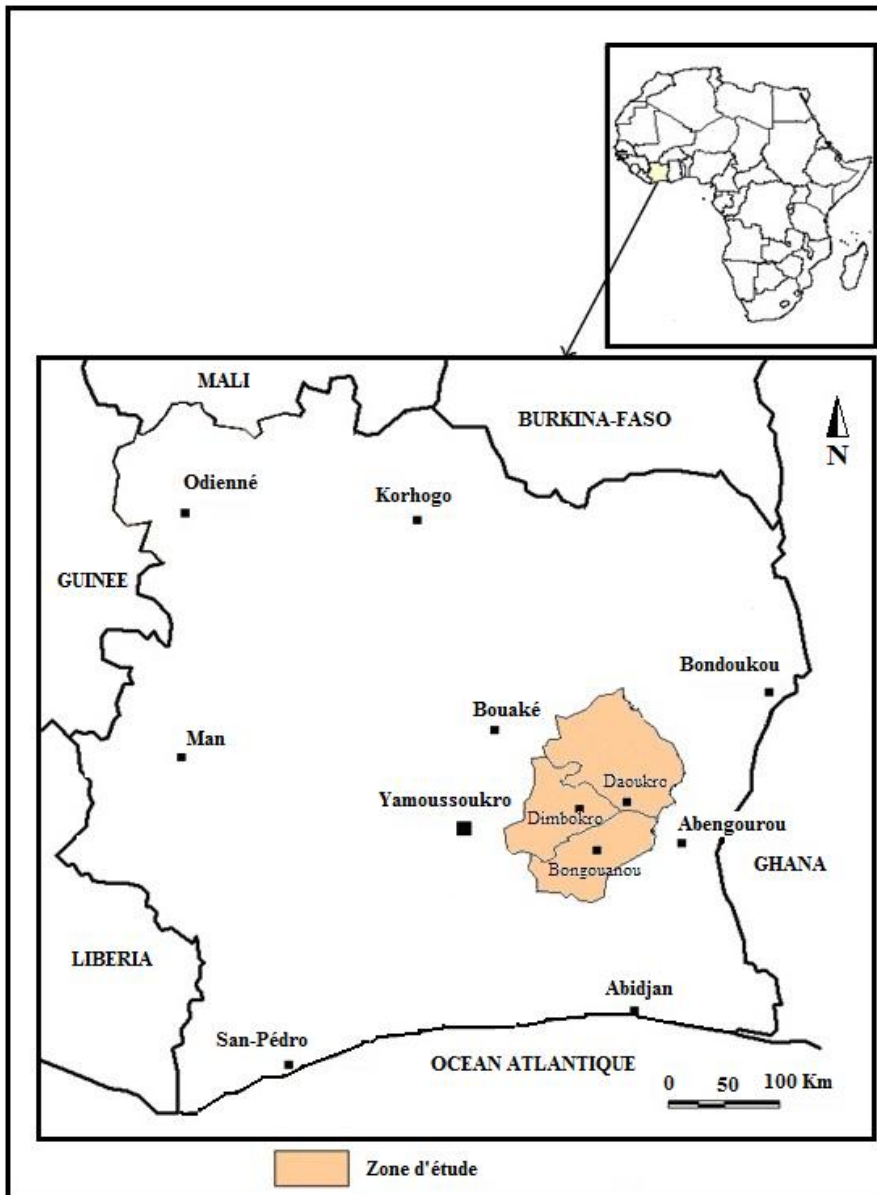 MALI
BURKINA-FASO
N
Odienné
Korhogo
GUINEE
Bondoukou
Bouaké
Man
Daoukro
Yamoussoukro
Dimbokro
Abengourou
Bongouanou
GHANA
LIBERIA
Abidjan
San-Pédro
OCEAN ATLANTIQUE
0 50 100 Km
Zone d'étude